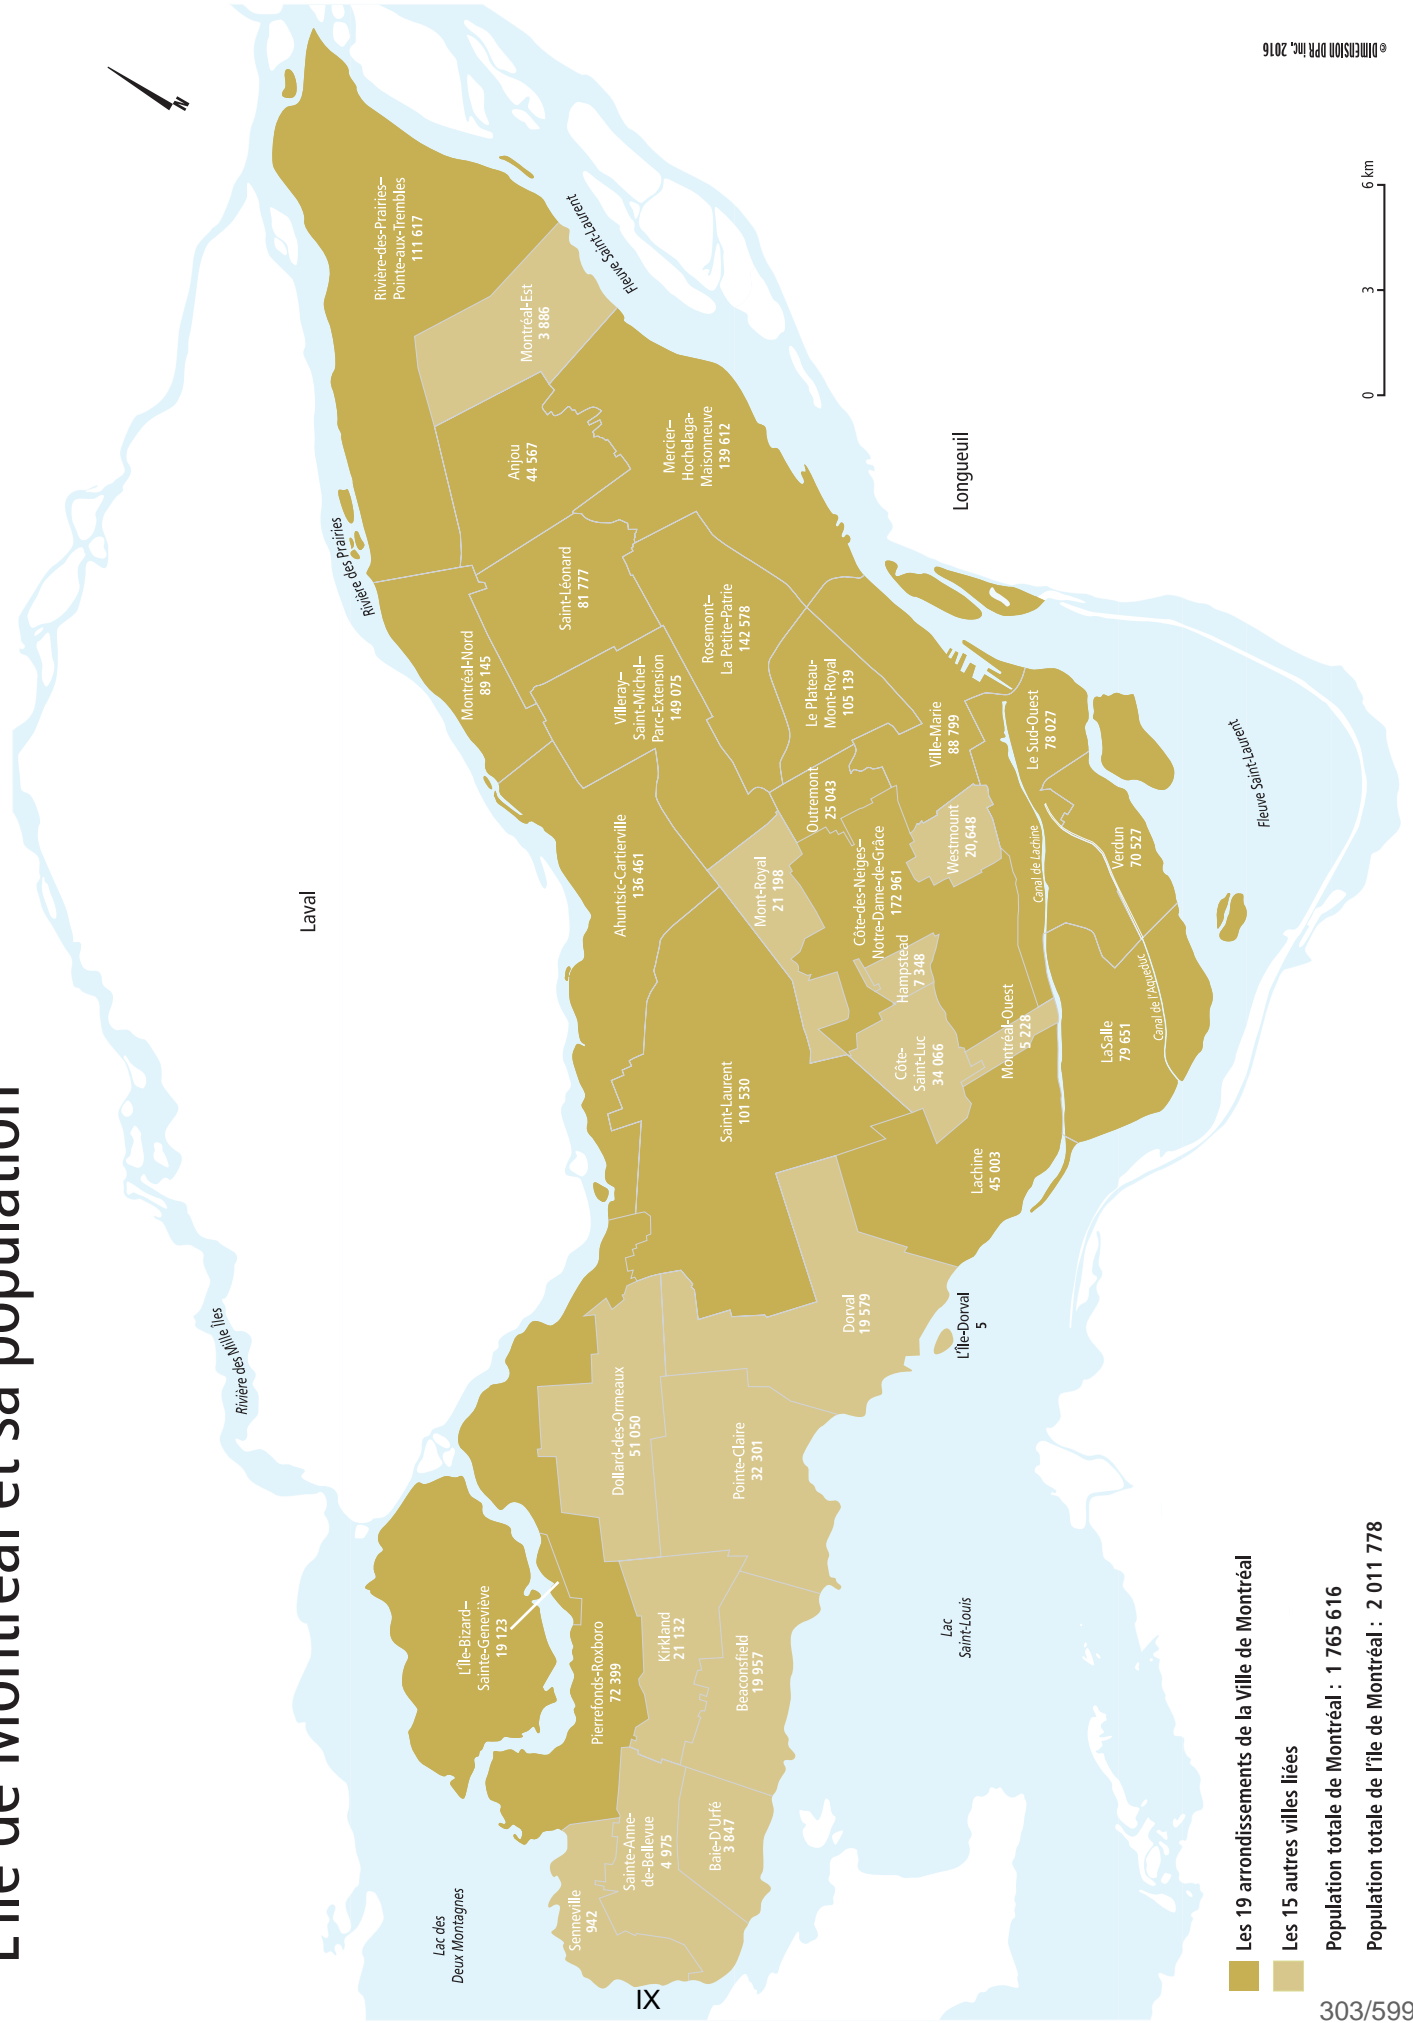 L'île de Montréal et sa population
N
Rivière des Mille Îles
Laval
Rivière des Prairies
Rivière-des-Prairies–
Pointe-aux-Trembles
111 617
Montréal-Est
3 886
Fleuve Saint-Laurent
Anjou
44 567
Mercier–
Hochelaga-
Maisonneuve
139 612
Montréal-Nord
89 145
Saint-Léonard
81 777
Villeray–
Saint-Michel–
Parc-Extension
149 075
Rosemont–
La Petite-Patrie
142 578
Le Plateau-
Mont-Royal
105 139
Ville-Marie
88 799
Longueuil
Ahuntsic-Cartierville
136 461
Mont-Royal
21 198
Outremont
25 043
Côte-des-Neiges–
Notre-Dame-de-Grâce
172 961
Westmount
20,648
Le Sud-Ouest
78 027
Canal de Lachine
Verdun
70 527
Fleuve Saint-Laurent
Hampstead
7 348
Côte-
Saint-Luc
34 066
Montréal-Ouest
5 228
LaSalle
79 651
Canal de l'Aqueduc
Saint-Laurent
101 530
Lachine
45 003
Dorval
19 579
L'Île-Dorval
5
Dollard-des-Ormeaux
51 050
Pointe-Claire
32 301
L'Île-Bizard–
Sainte-Geneviève
19 123
Pierrefonds-Roxboro
72 399
Kirkland
21 132
Beaconsfield
19 957
Lac
Saint-Louis
Sainte-Anne-
de-Bellevue
4 975
Baie-D'Urfé
3 847
Senneville
942
Lac des
Deux Montagnes
Les 19 arrondissements de la Ville de Montréal
Les 15 autres villes liées
Population totale de Montréal : 1 765 616
Population totale de l'île de Montréal : 2 011 778
0 3 6 km
© DIMENSION DPR inc, 2016
IX
303/599